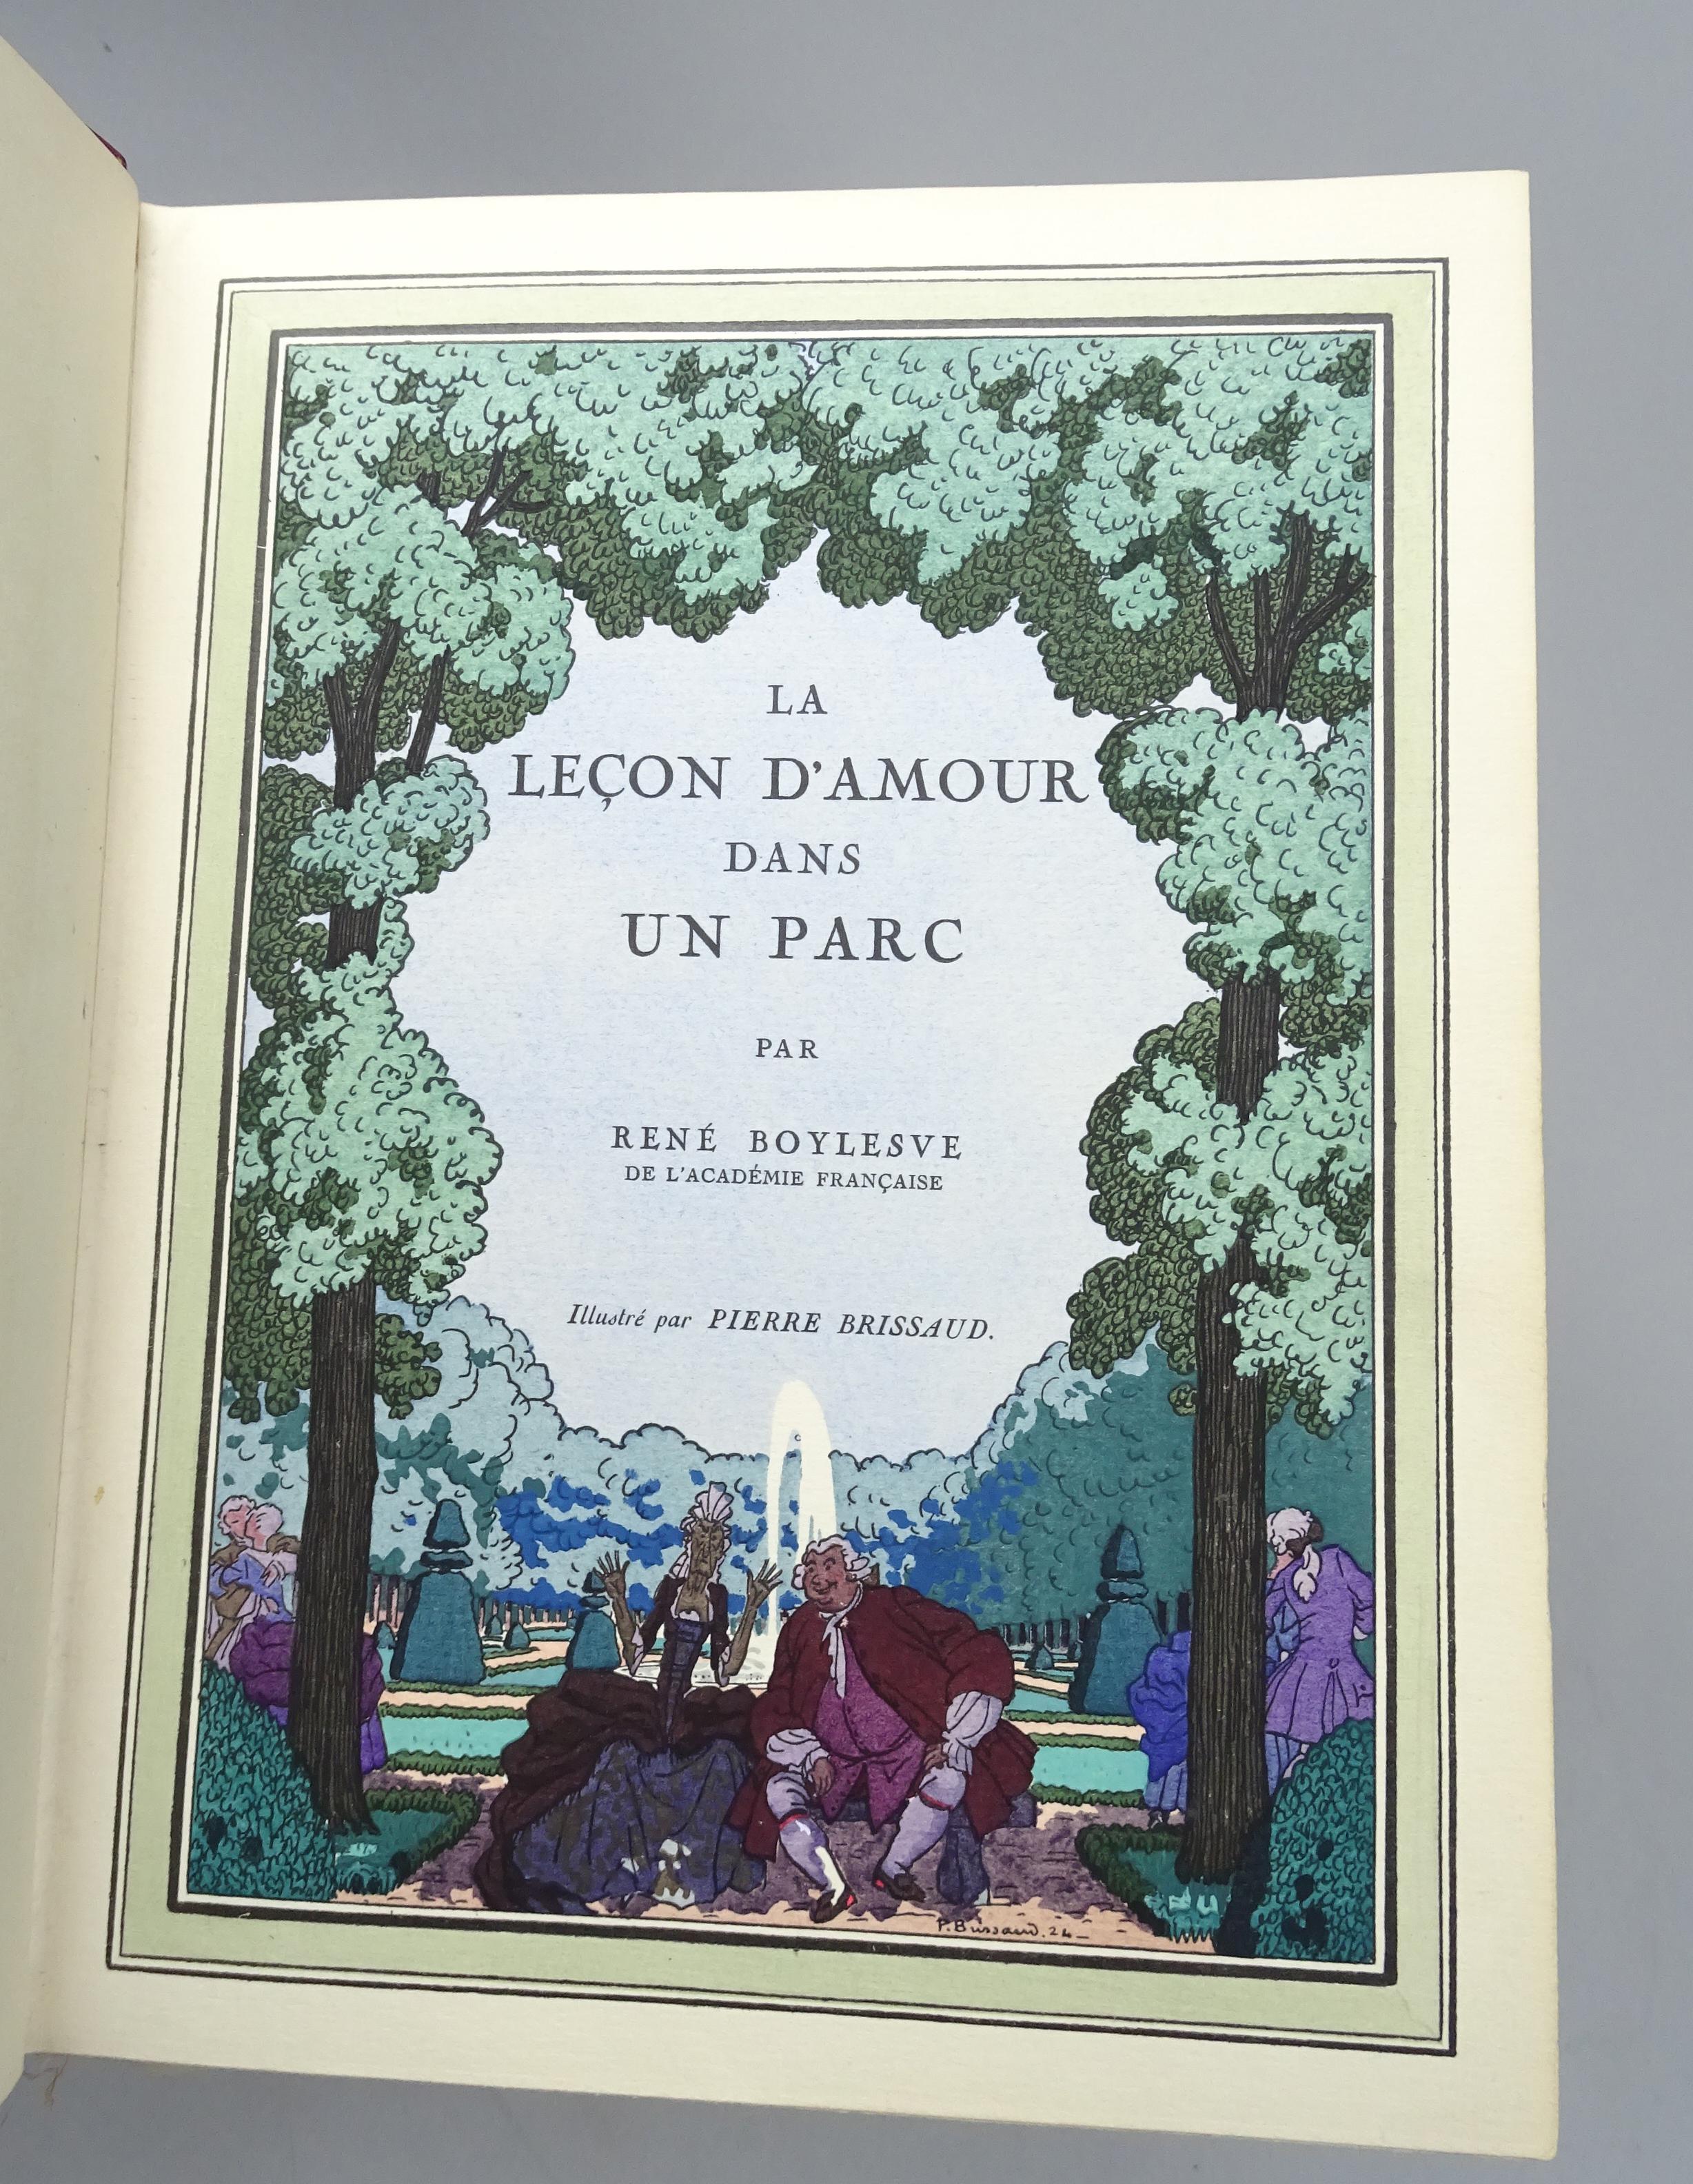 LA
LEÇON D'AMOUR
DANS
UN PARC
PAR
RENÉ BOYLESVE
DE L'ACADÉMIE FRANÇAISE
Illustré par PIERRE BRISSAUD.
P. Brissaud. 24